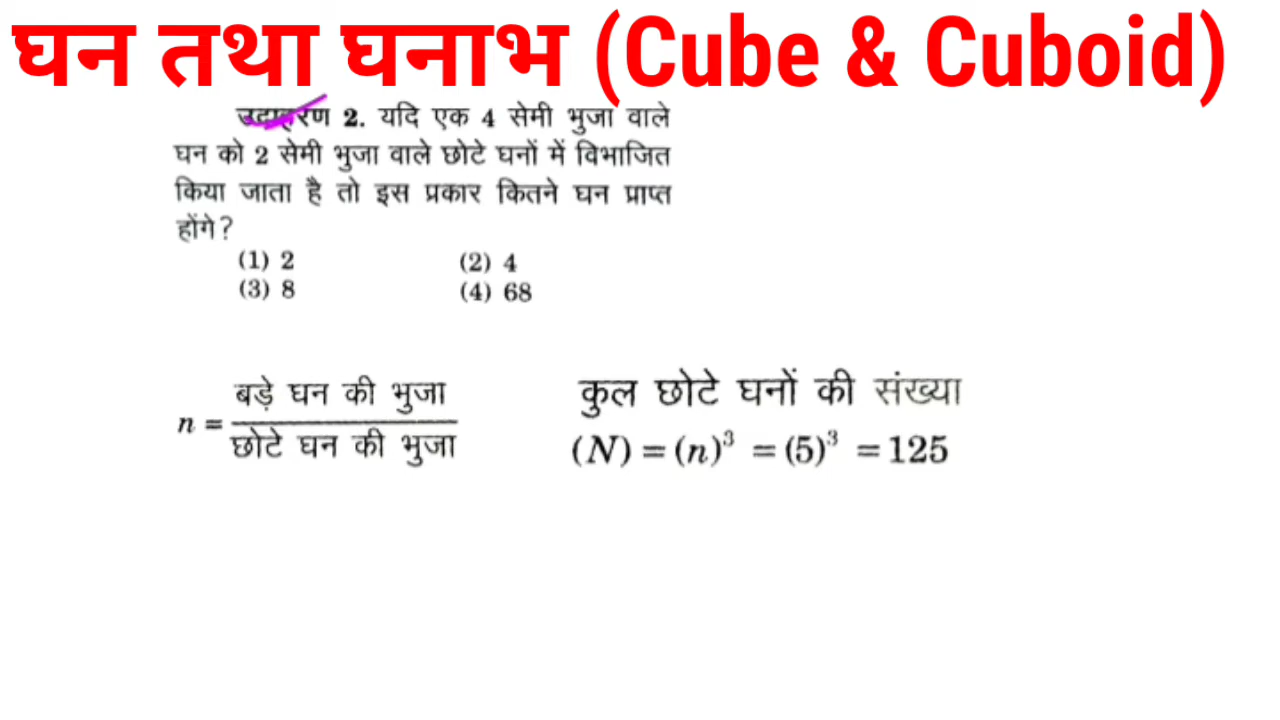 घन तथा घनाभ (Cube & Cuboid)
उदाहरण 2. यदि एक 4 सेमी भुजा वाले
घन को 2 सेमी भुजा वाले छोटे घनों में विभाजित
किया जाता है तो इस प्रकार कितने घन प्राप्त
होंगे?
(1) 2 (2) 4
(3) 8 (4) 68
n = बड़े घन की भुजा / छोटे घन की भुजा
कुल छोटे घनों की संख्या
(N) = (n)³ = (5)³ = 125